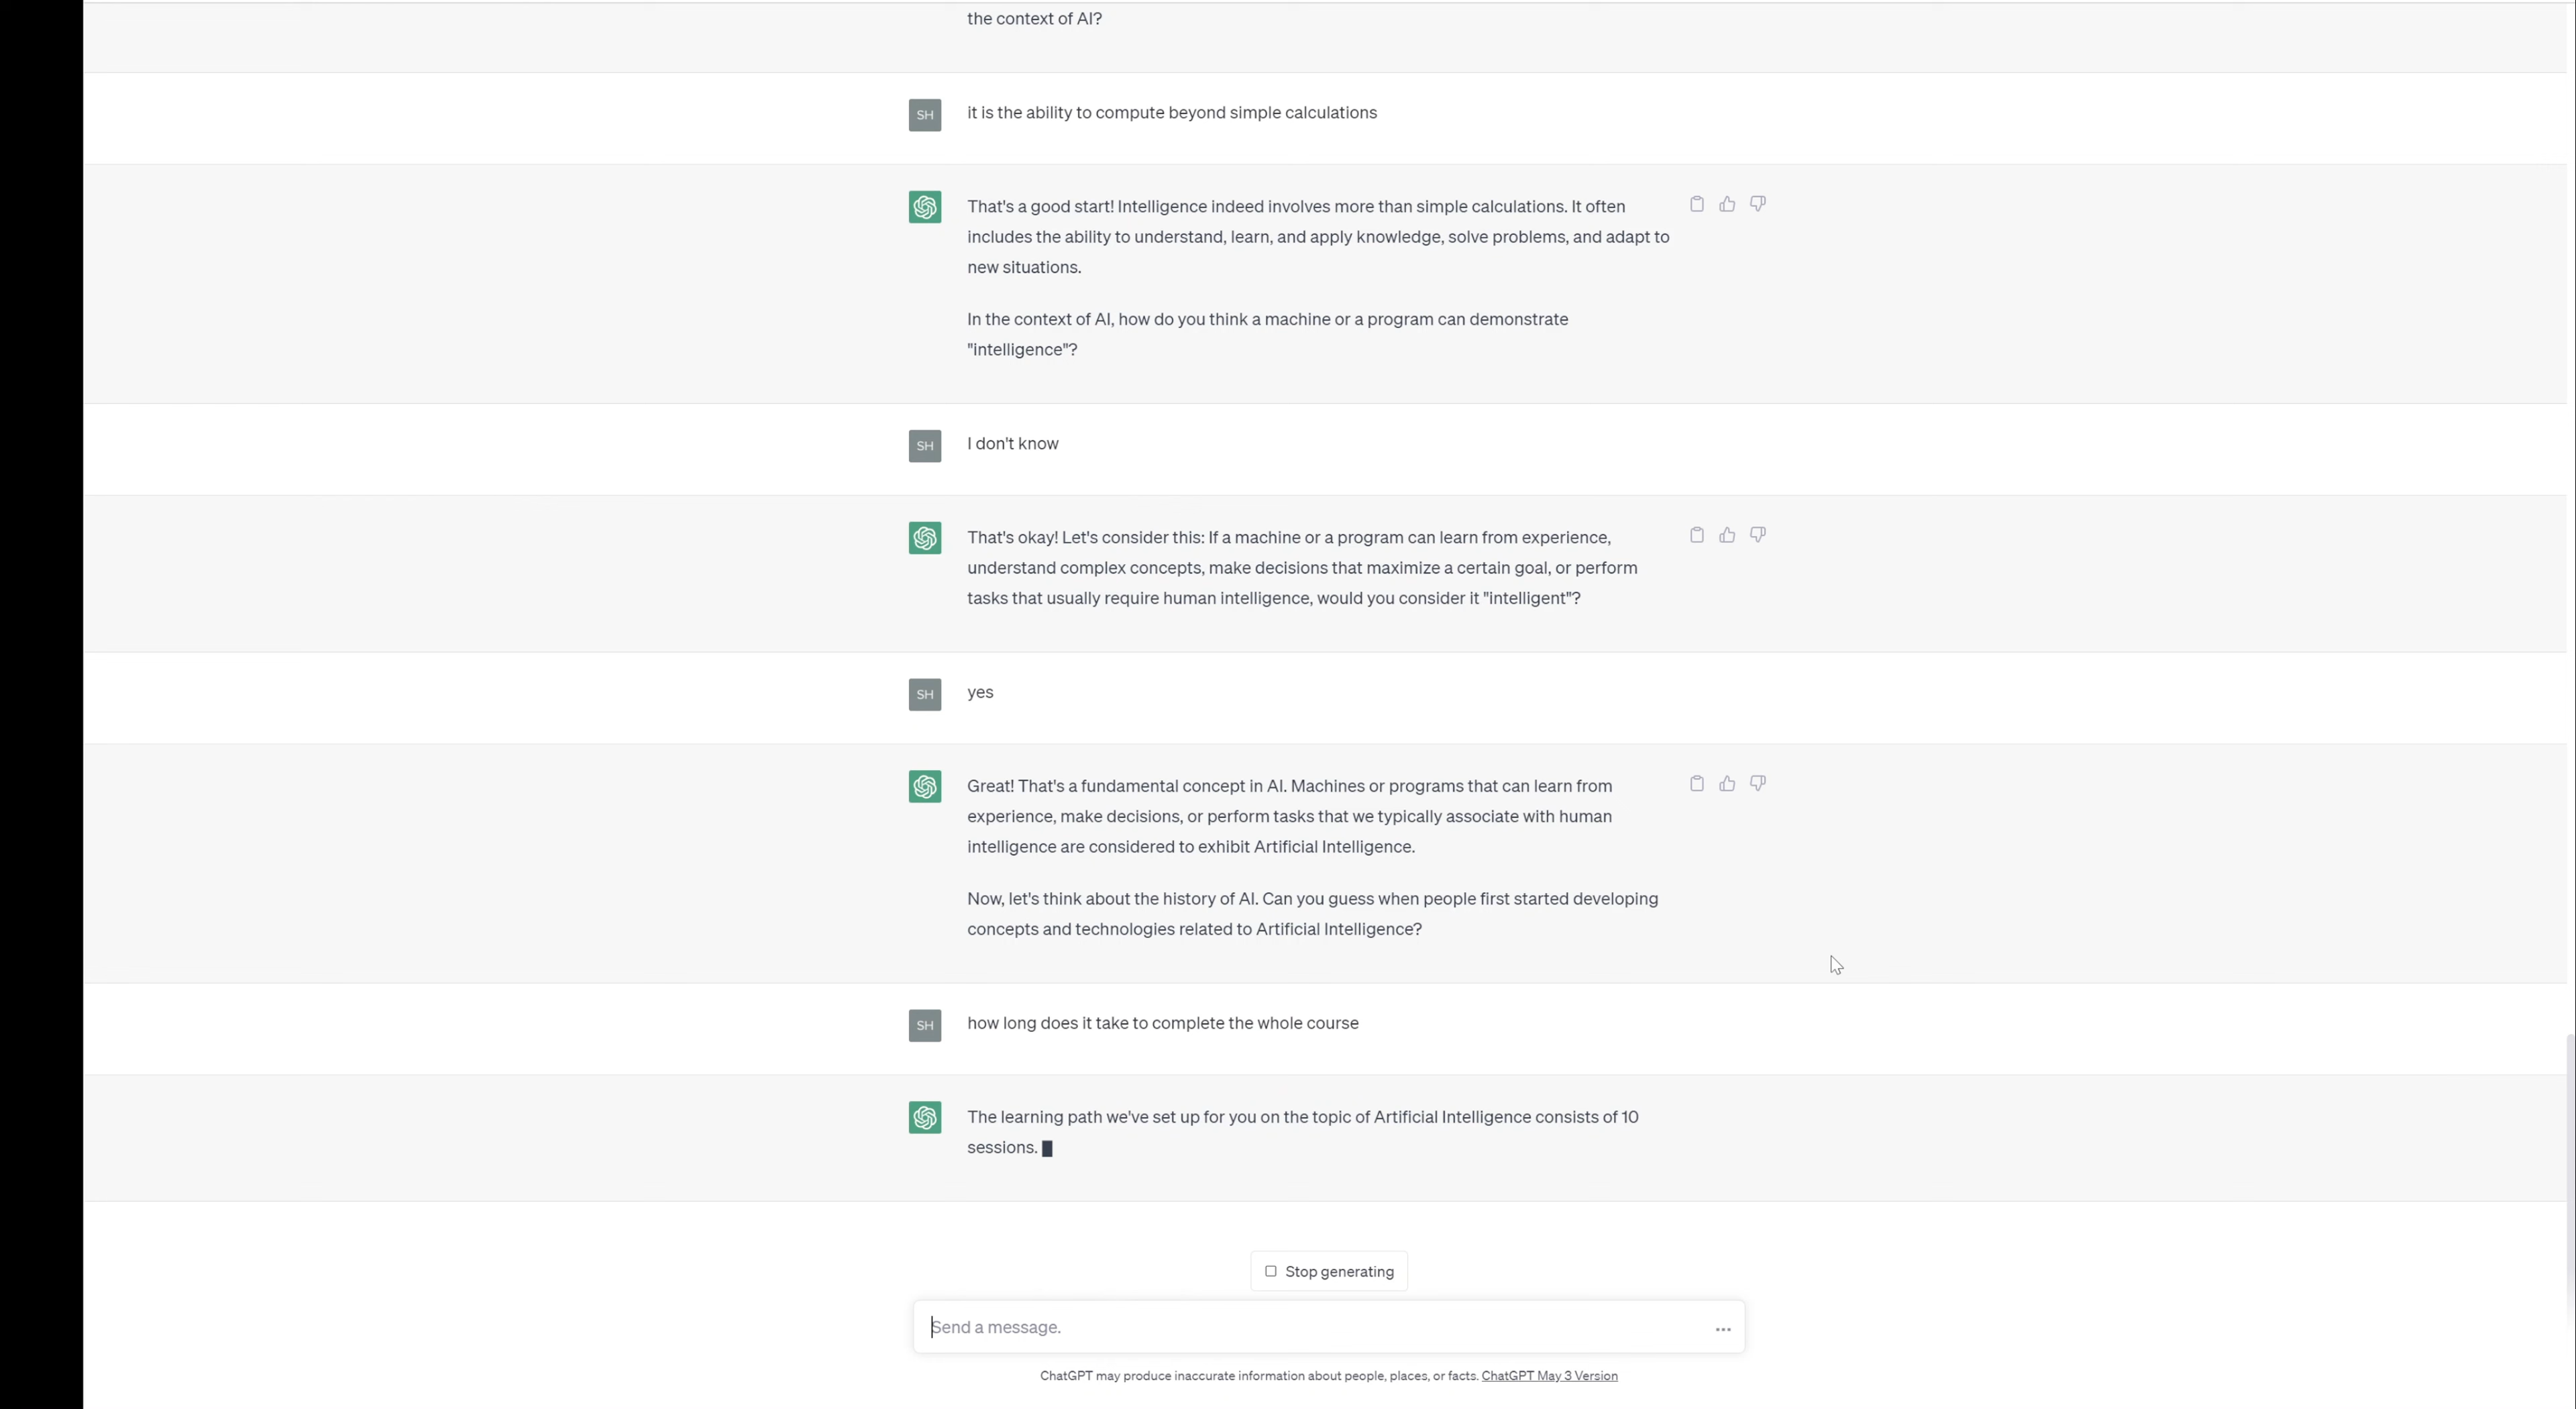 the context of AI?
SH
it is the ability to compute beyond simple calculations
That's a good start! Intelligence indeed involves more than simple calculations. It often
includes the ability to understand, learn, and apply knowledge, solve problems, and adapt to
new situations.
In the context of AI, how do you think a machine or a program can demonstrate
"intelligence"?
SH
I don't know
That's okay! Let's consider this: If a machine or a program can learn from experience,
understand complex concepts, make decisions that maximize a certain goal, or perform
tasks that usually require human intelligence, would you consider it "intelligent"?
SH
yes
Great! That's a fundamental concept in AI. Machines or programs that can learn from
experience, make decisions, or perform tasks that we typically associate with human
intelligence are considered to exhibit Artificial Intelligence.
Now, let's think about the history of AI. Can you guess when people first started developing
concepts and technologies related to Artificial Intelligence?
SH
how long does it take to complete the whole course
The learning path we've set up for you on the topic of Artificial Intelligence consists of 10
sessions.
Stop generating
Send a message.
ChatGPT may produce inaccurate information about people, places, or facts. ChatGPT May 3 Version